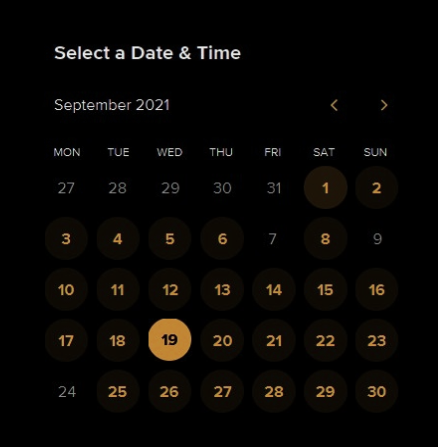 Select a Date & Time
September 2021
MON TUE WED THU FRI SAT SUN
27 28 29 30 31 1 2
3 4 5 6 7 8 9
10 11 12 13 14 15 16
17 18 19 20 21 22 23
24 25 26 27 28 29 30